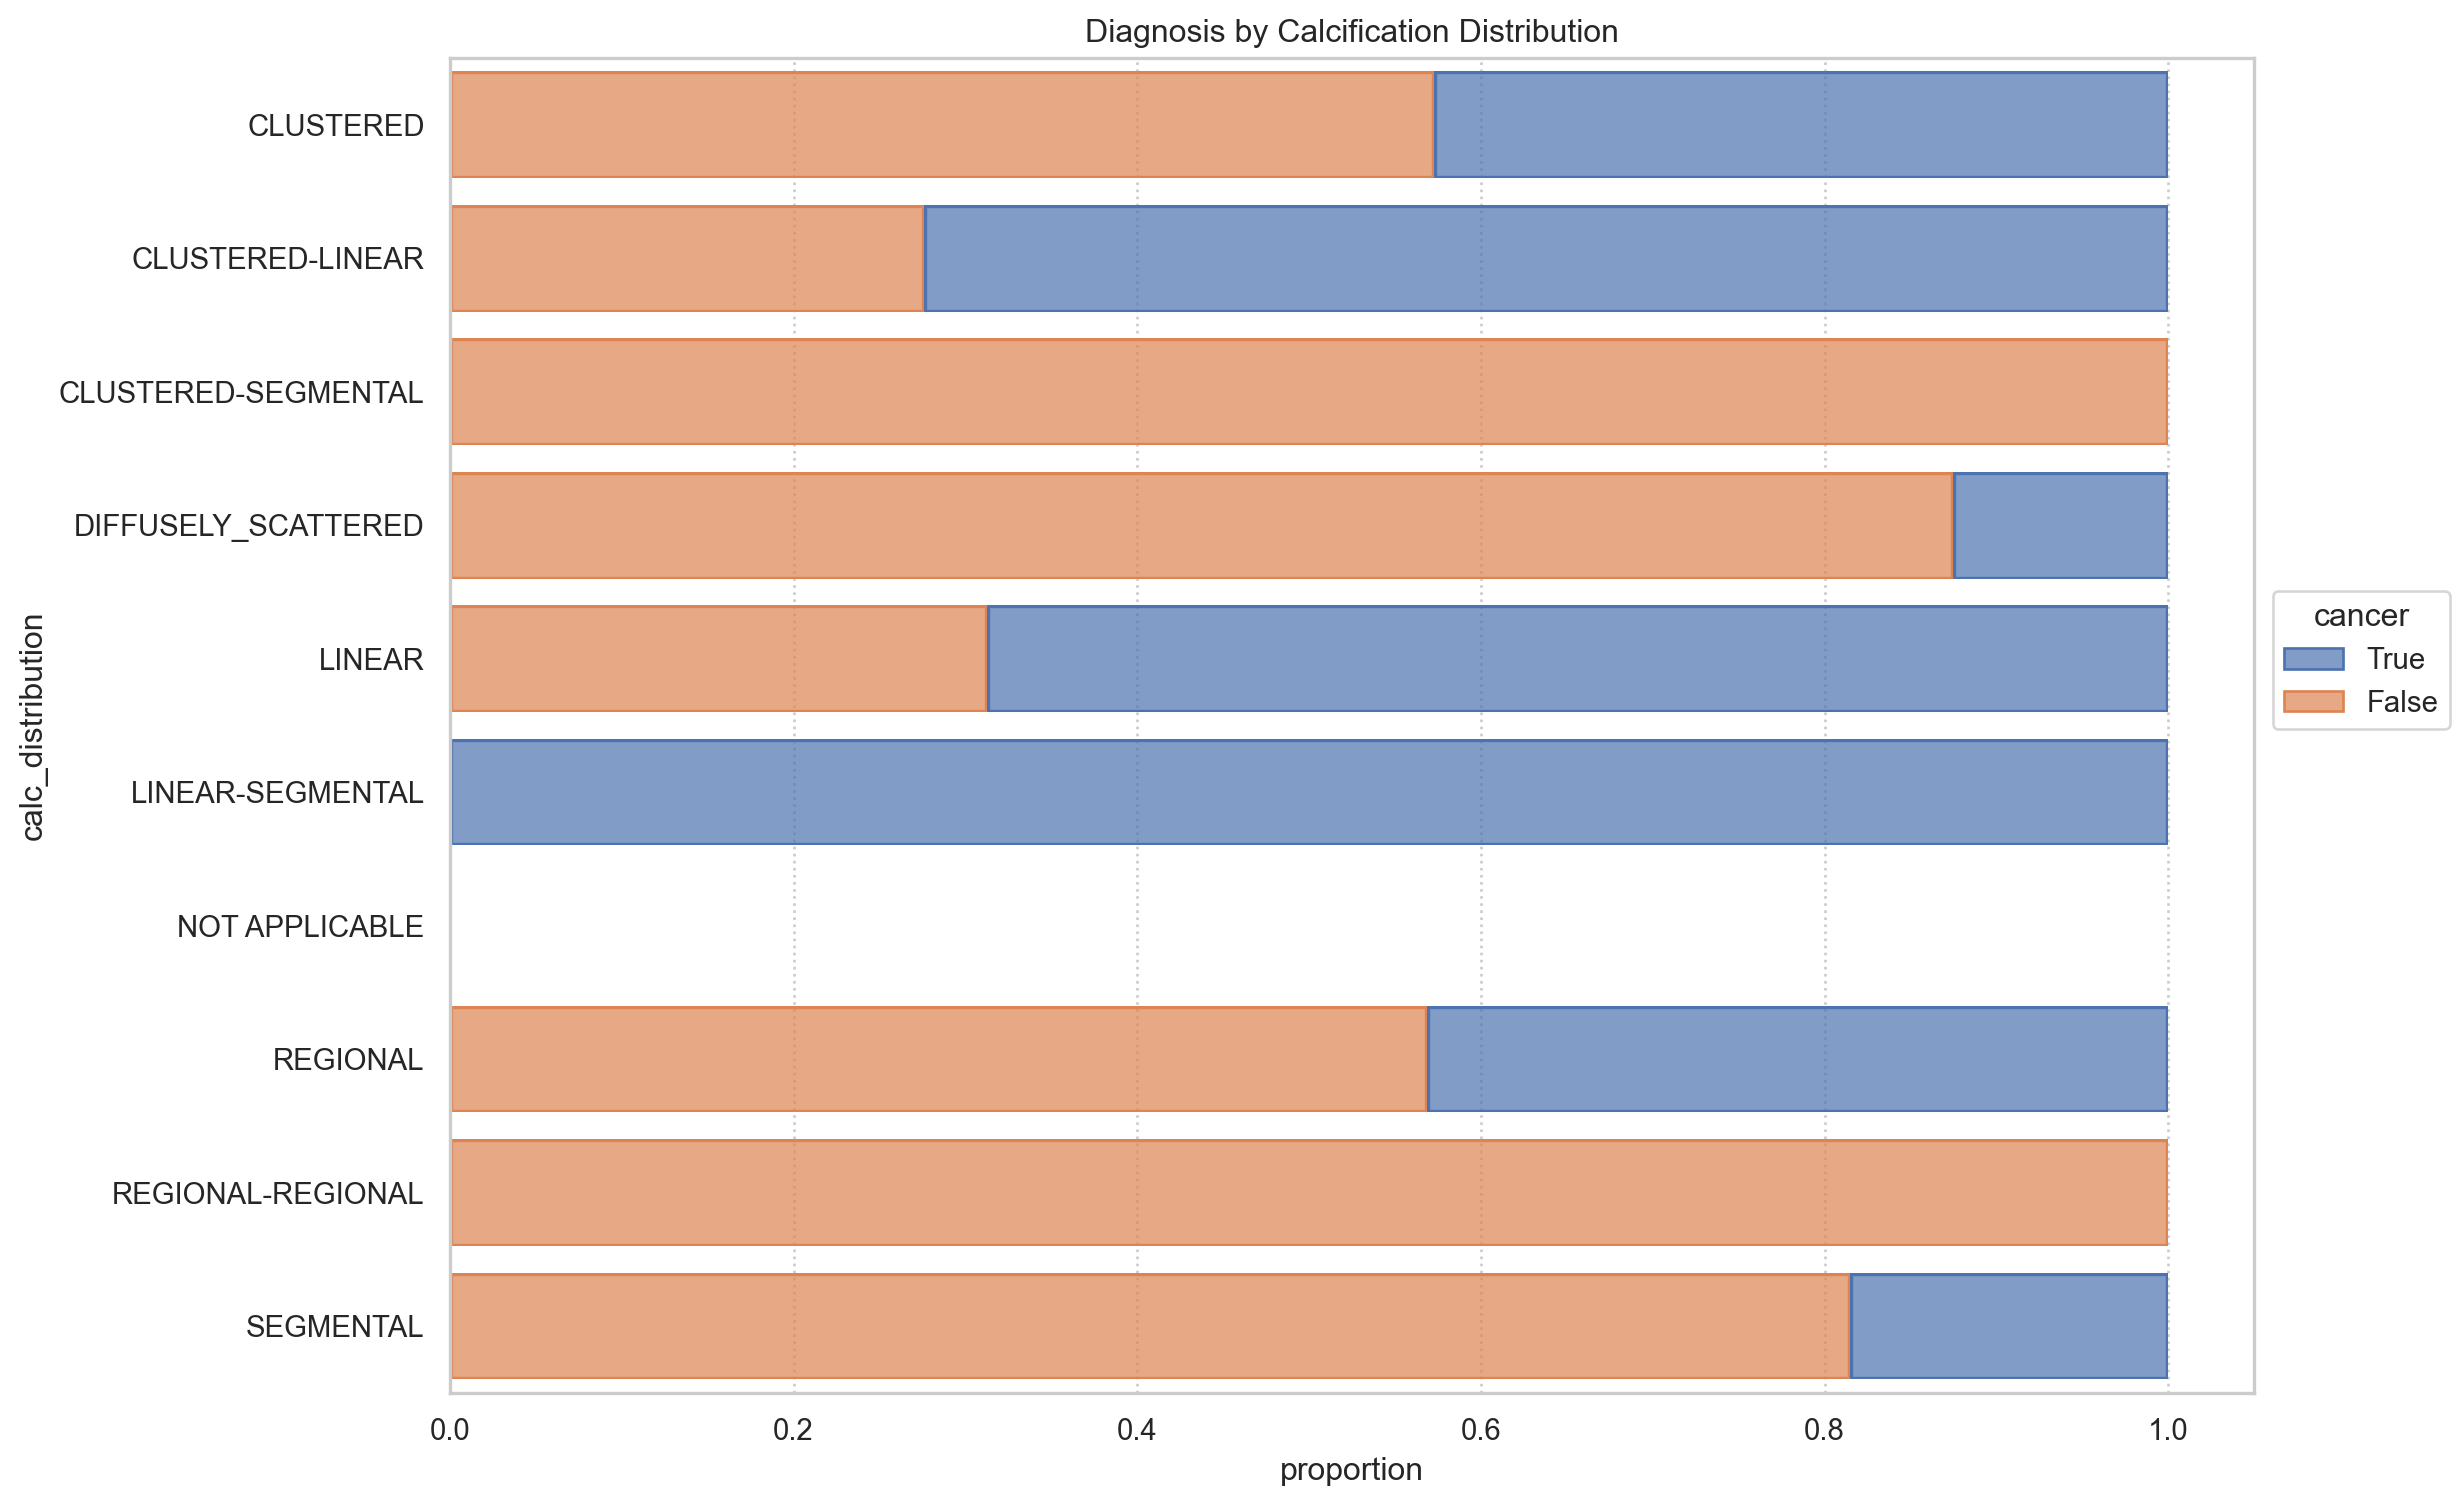 Diagnosis by Calcification Distribution
calc_distribution
CLUSTERED
CLUSTERED-LINEAR
CLUSTERED-SEGMENTAL
DIFFUSELY_SCATTERED
LINEAR
LINEAR-SEGMENTAL
NOT APPLICABLE
REGIONAL
REGIONAL-REGIONAL
SEGMENTAL
0.0 0.2 0.4 0.6 0.8 1.0
proportion
cancer
True
False